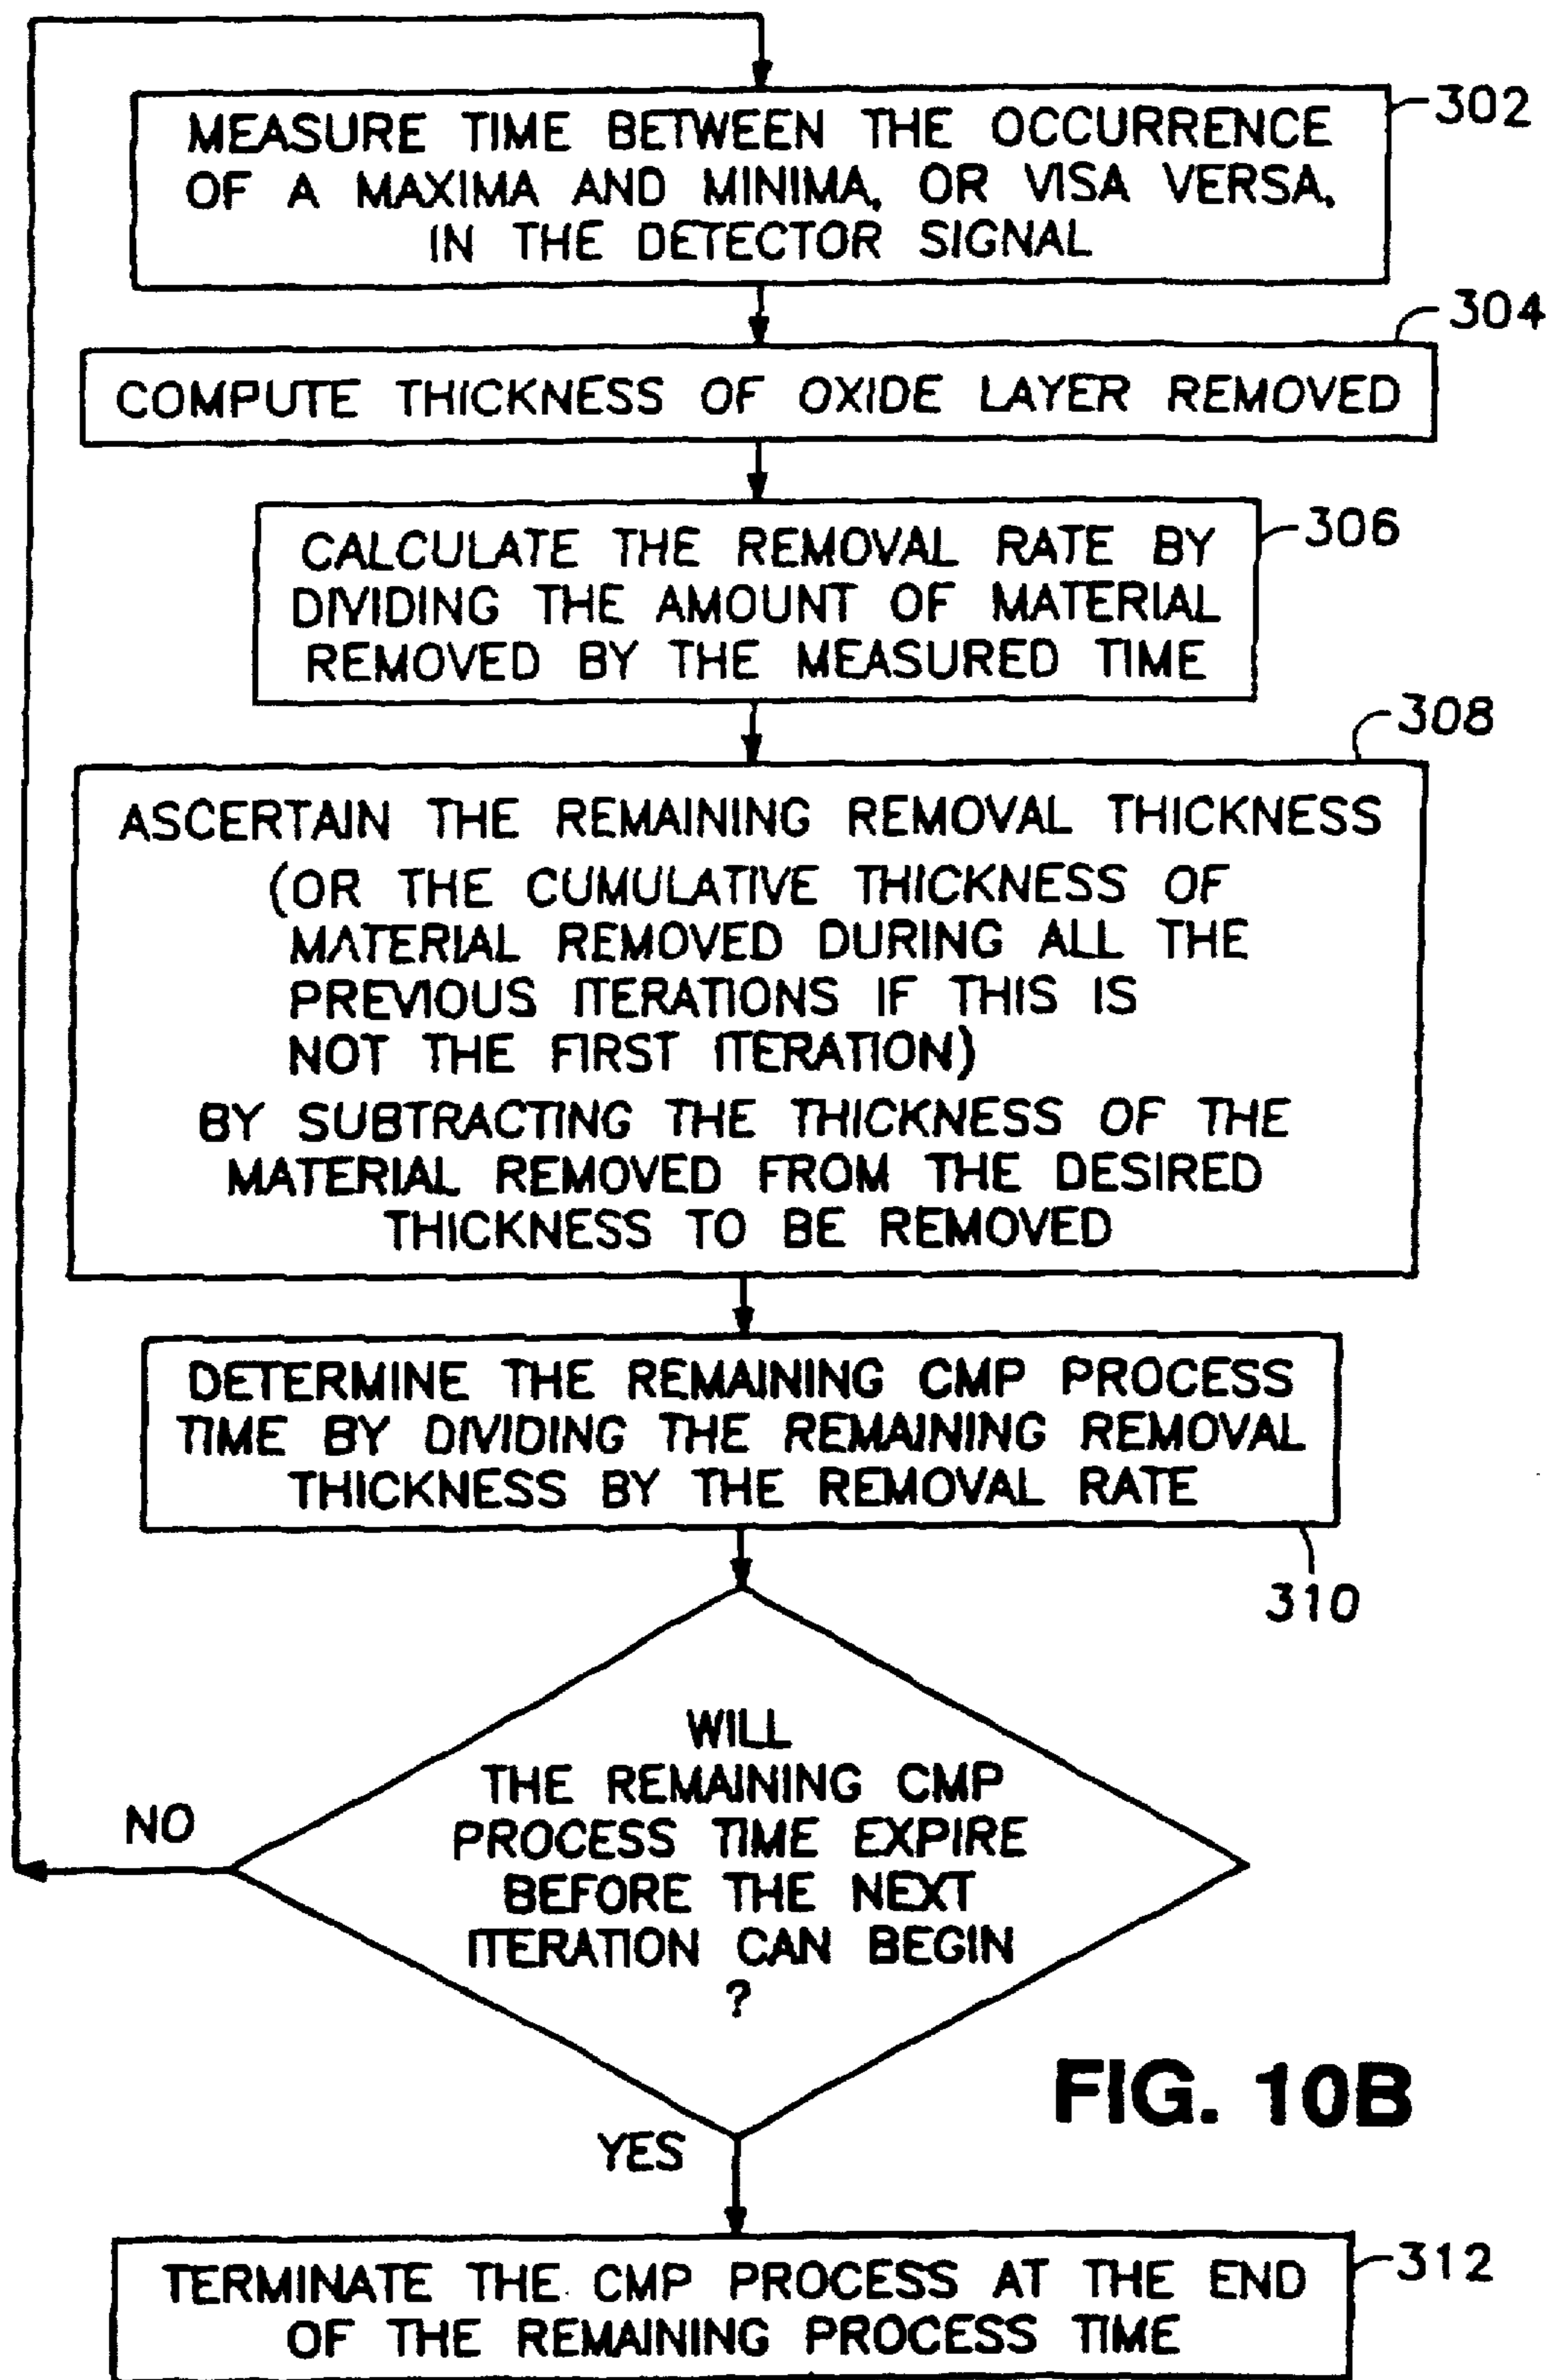 MEASURE TIME BETWEEN THE OCCURRENCE
OF A MAXIMA AND MINIMA, OR VISA VERSA,
IN THE DETECTOR SIGNAL
302
COMPUTE THICKNESS OF OXIDE LAYER REMOVED
304
CALCULATE THE REMOVAL RATE BY
DIVIDING THE AMOUNT OF MATERIAL
REMOVED BY THE MEASURED TIME
306
ASCERTAIN THE REMAINING REMOVAL THICKNESS
(OR THE CUMULATIVE THICKNESS OF
MATERIAL REMOVED DURING ALL THE
PREVIOUS ITERATIONS IF THIS IS
NOT THE FIRST ITERATION)
BY SUBTRACTING THE THICKNESS OF THE
MATERIAL REMOVED FROM THE DESIRED
THICKNESS TO BE REMOVED
308
DETERMINE THE REMAINING CMP PROCESS
TIME BY DIVIDING THE REMAINING REMOVAL
THICKNESS BY THE REMOVAL RATE
310
WILL
THE REMAINING CMP
PROCESS TIME EXPIRE
BEFORE THE NEXT
ITERATION CAN BEGIN
?
NO
YES
FIG. 10B
TERMINATE THE CMP PROCESS AT THE END
OF THE REMAINING PROCESS TIME
312